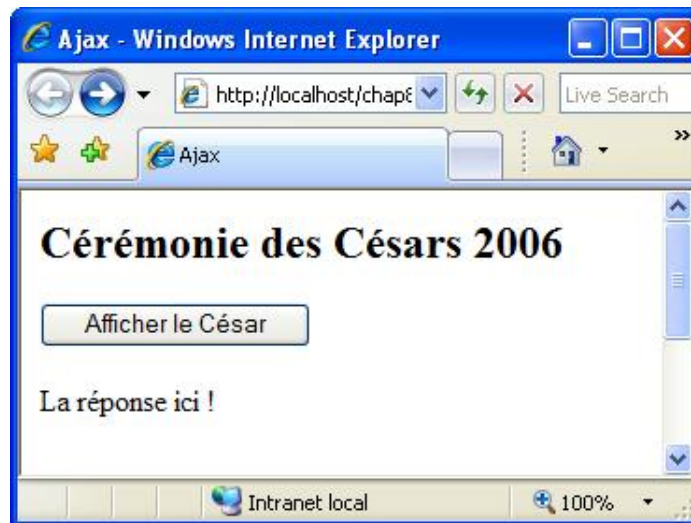 Ajax - Windows Internet Explorer
http://localhost/chap8
Live Search
Ajax
»
Cérémonie des Césars 2006
Afficher le César
La réponse ici !
Intranet local
100%